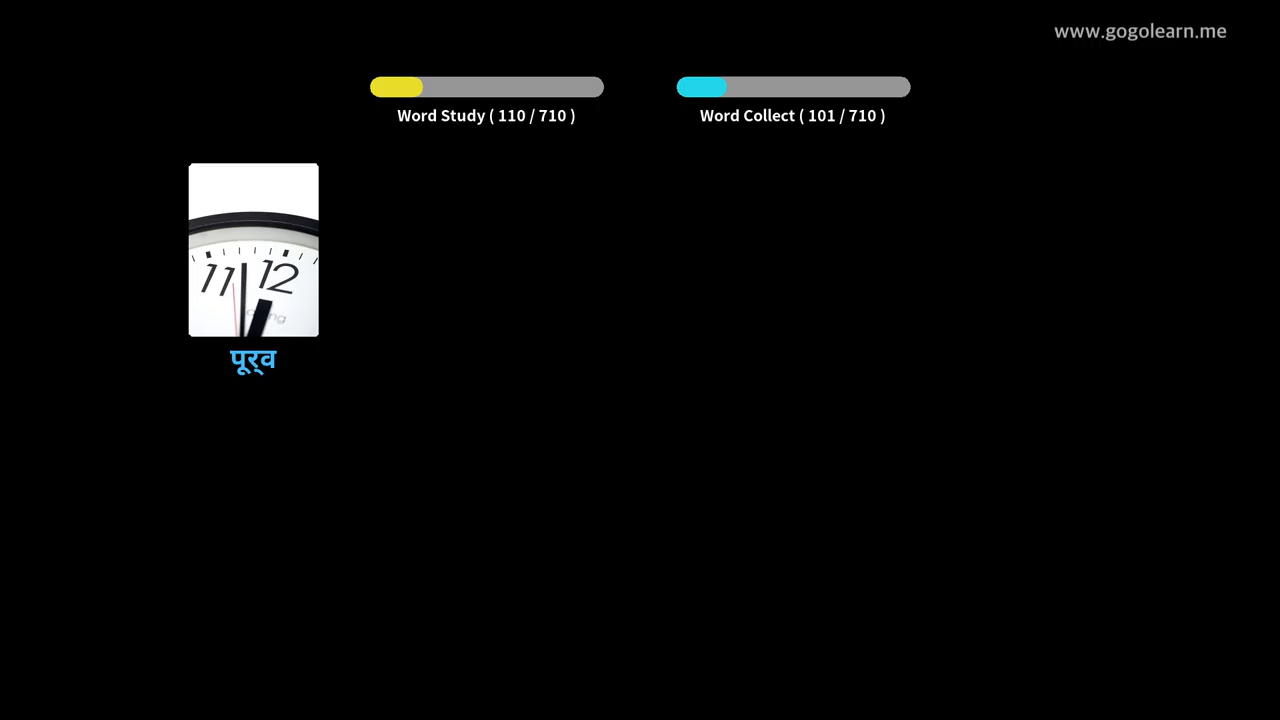 www.gogolearn.me
Word Study ( 110 / 710 )
Word Collect ( 101 / 710 )
11 12
पूर्व